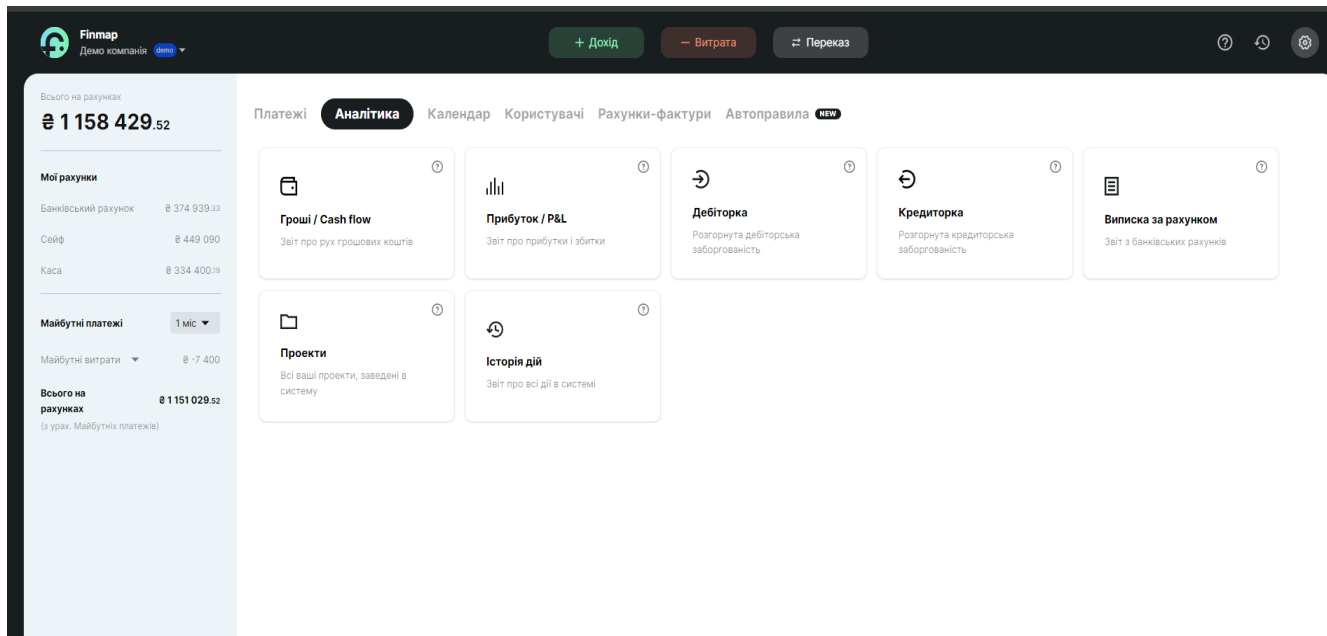 Finmap
Демо компанія demo
+ Дохід
− Витрата
Переказ
Всього на рахунках
₴ 1 158 429.52
Мої рахунки
Банківський рахунок ₴ 374 939.33
Сейф ₴ 449 090
Каса ₴ 334 400.19
Майбутні платежі 1 міс
Майбутні витрати ₴ -7 400
Всього на
рахунках
₴ 1 151 029.52
(з урах. Майбутніх платежів)
Платежі Аналітика Календар Користувачі Рахунки-фактури Автоправила NEW
Гроші / Cash flow
Звіт про рух грошових коштів
Прибуток / P&L
Звіт про прибутки і збитки
Дебіторка
Розгорнута дебіторська
заборгованість
Кредиторка
Розгорнута кредиторська
заборгованість
Виписка за рахунком
Звіт з банківських рахунків
Проекти
Всі ваші проекти, заведені в
систему
Історія дій
Звіт про всі дії в системі